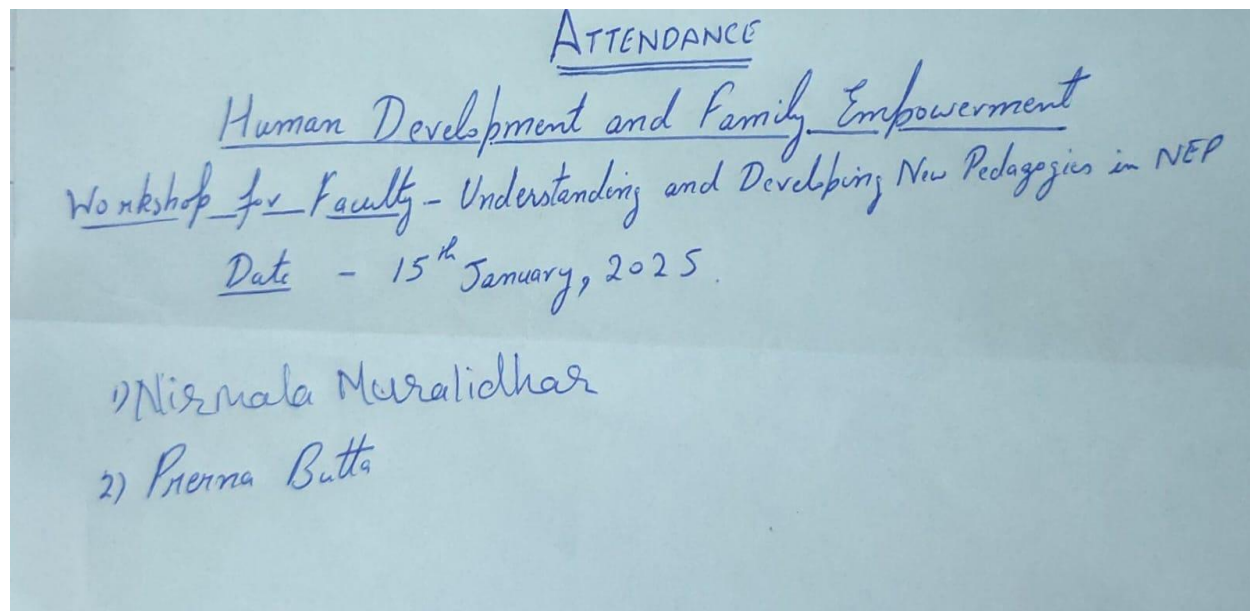 ATTENDANCE
Human Development and Family Empowerment
Workshop for Faculty - Understanding and Developing New Pedagogies in NEP
Date - 15th January, 2025.
1) Nirmala Muralidhar
2) Prerna Butta